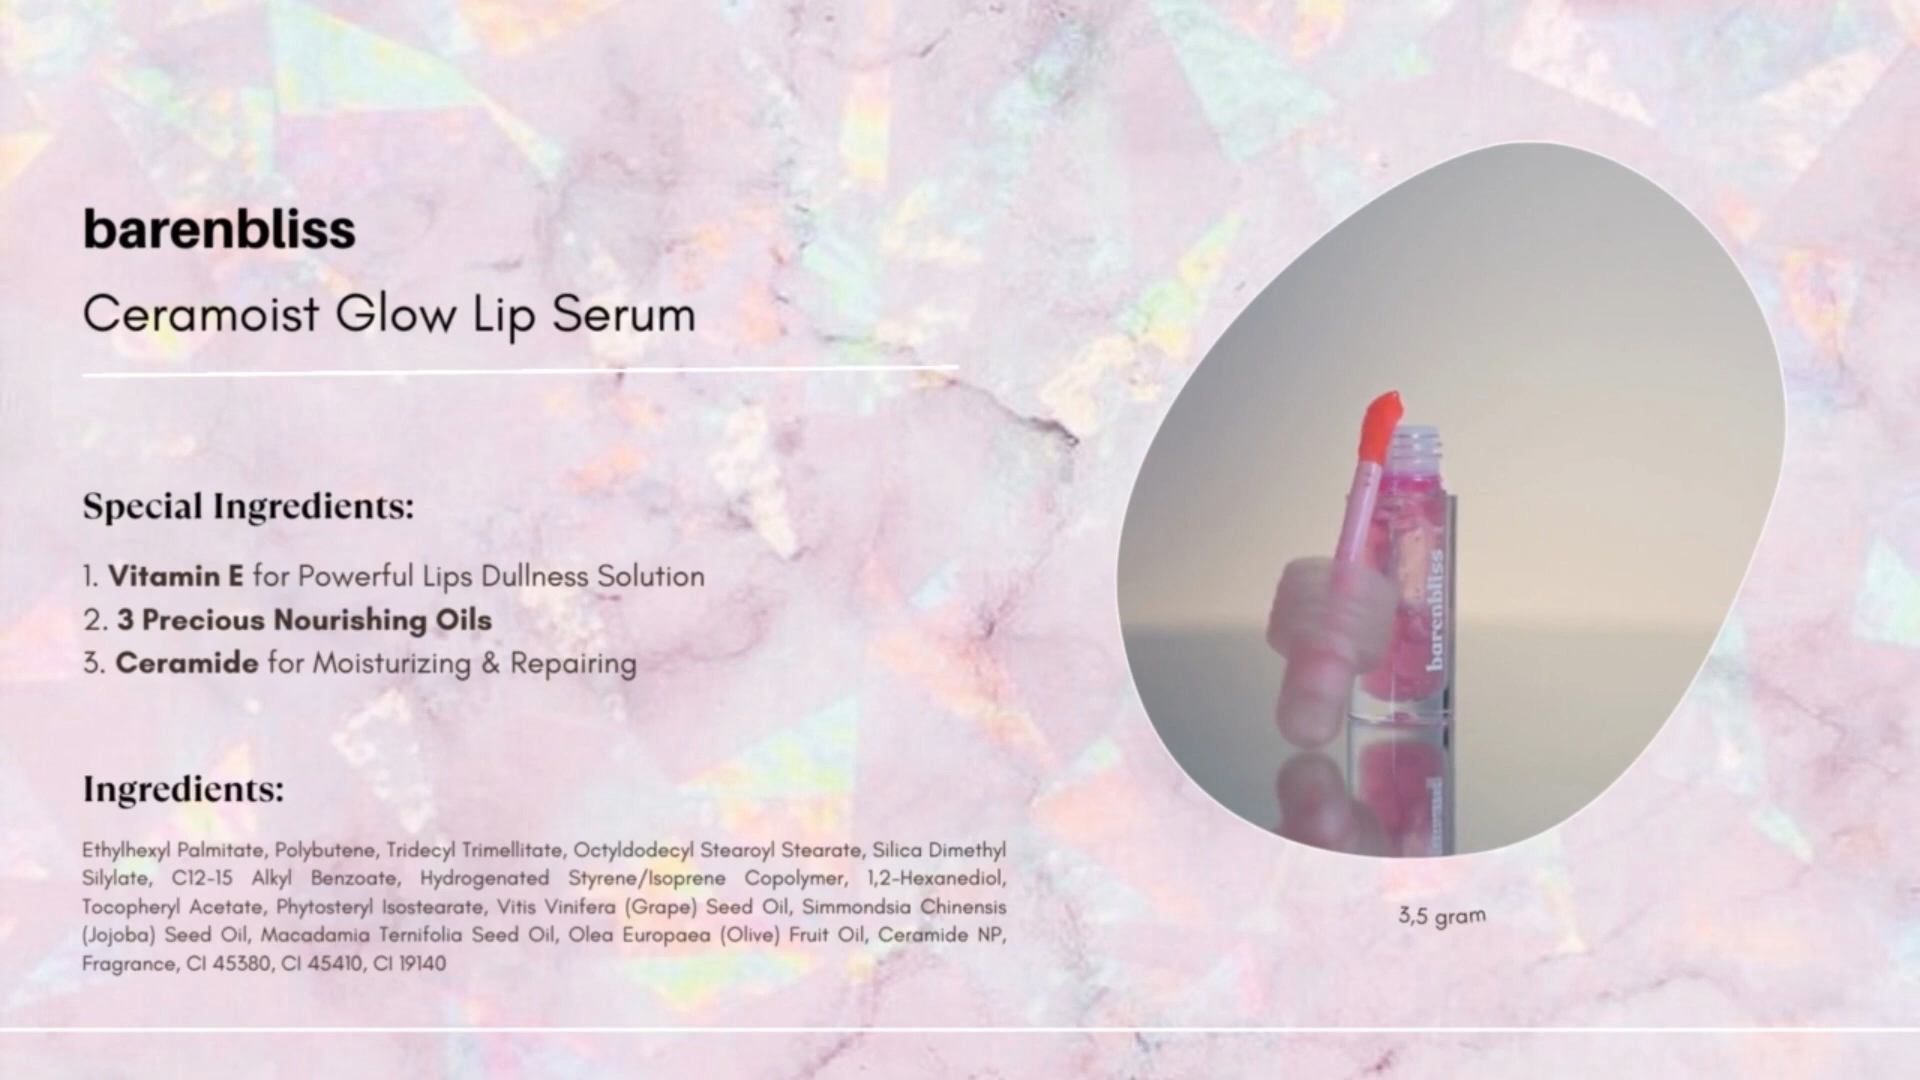 barenbliss
Ceramoist Glow Lip Serum
Special Ingredients:
1. Vitamin E for Powerful Lips Dullness Solution
2. 3 Precious Nourishing Oils
3. Ceramide for Moisturizing & Repairing
Ingredients:
Ethylhexyl Palmitate, Polybutene, Tridecyl Trimellitate, Octyldodecyl Stearoyl Stearate, Silica Dimethyl
Silylate, C12-15 Alkyl Benzoate, Hydrogenated Styrene/Isoprene Copolymer, 1,2-Hexanediol,
Tocopheryl Acetate, Phytosteryl Isostearate, Vitis Vinifera (Grape) Seed Oil, Simmondsia Chinensis
(Jojoba) Seed Oil, Macadamia Ternifolia Seed Oil, Olea Europaea (Olive) Fruit Oil, Ceramide NP,
Fragrance, CI 45380, CI 45410, CI 19140
barenbliss
3,5 gram